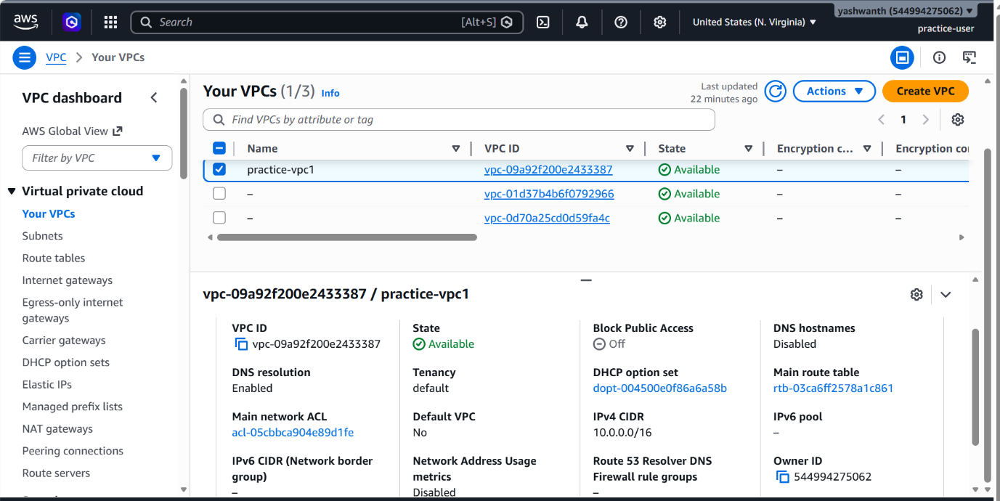 aws
Search [Alt+S]
United States (N. Virginia)
yashwanth (544994275062)
practice-user
VPC
Your VPCs
VPC dashboard
AWS Global View
Filter by VPC
Virtual private cloud
Your VPCs
Subnets
Route tables
Internet gateways
Egress-only internet
gateways
Carrier gateways
DHCP option sets
Elastic IPs
Managed prefix lists
NAT gateways
Peering connections
Route servers
Your VPCs (1/3) Info
Last updated
22 minutes ago
Actions
Create VPC
Find VPCs by attribute or tag
1
Name VPC ID State Encryption c... Encryption co
practice-vpc1 vpc-09a92f200e2433387 Available – –
– vpc-01d37b4b6f0792966 Available – –
– vpc-0d70a25cd0d59fa4c Available – –
vpc-09a92f200e2433387 / practice-vpc1
VPC ID
vpc-09a92f200e2433387
State
Available
Block Public Access
Off
DNS hostnames
Disabled
DNS resolution
Enabled
Tenancy
default
DHCP option set
dopt-004500e0f86a6a58b
Main route table
rtb-03ca6ff2578a1c861
Main network ACL
acl-05cbbca904e89d1fe
Default VPC
No
IPv4 CIDR
10.0.0.0/16
IPv6 pool
–
IPv6 CIDR (Network border
group)
–
Network Address Usage
metrics
Disabled
Route 53 Resolver DNS
Firewall rule groups
–
Owner ID
544994275062